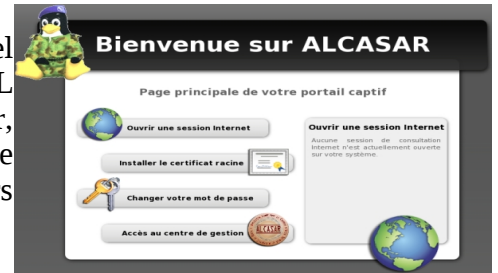 Bienvenue sur ALCASAR
Page principale de votre portail captif
Ouvrir une session Internet
Installer le certificat racine
Changer votre mot de passe
Accès au centre de gestion
ALCASAR
Ouvrir une session Internet
Aucune session de consultation
Internet n'est actuellement ouverte
sur votre système.